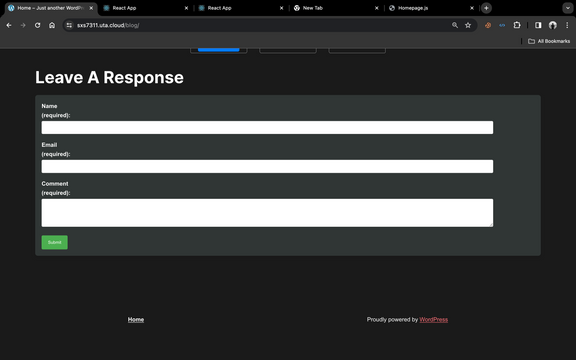 Home – Just another WordPr
React App
React App
New Tab
Homepage.js
sxs7311.uta.cloud/blog/
All Bookmarks
Leave A Response
Name
(required):
Email
(required):
Comment
(required):
Submit
Home
Proudly powered by WordPress